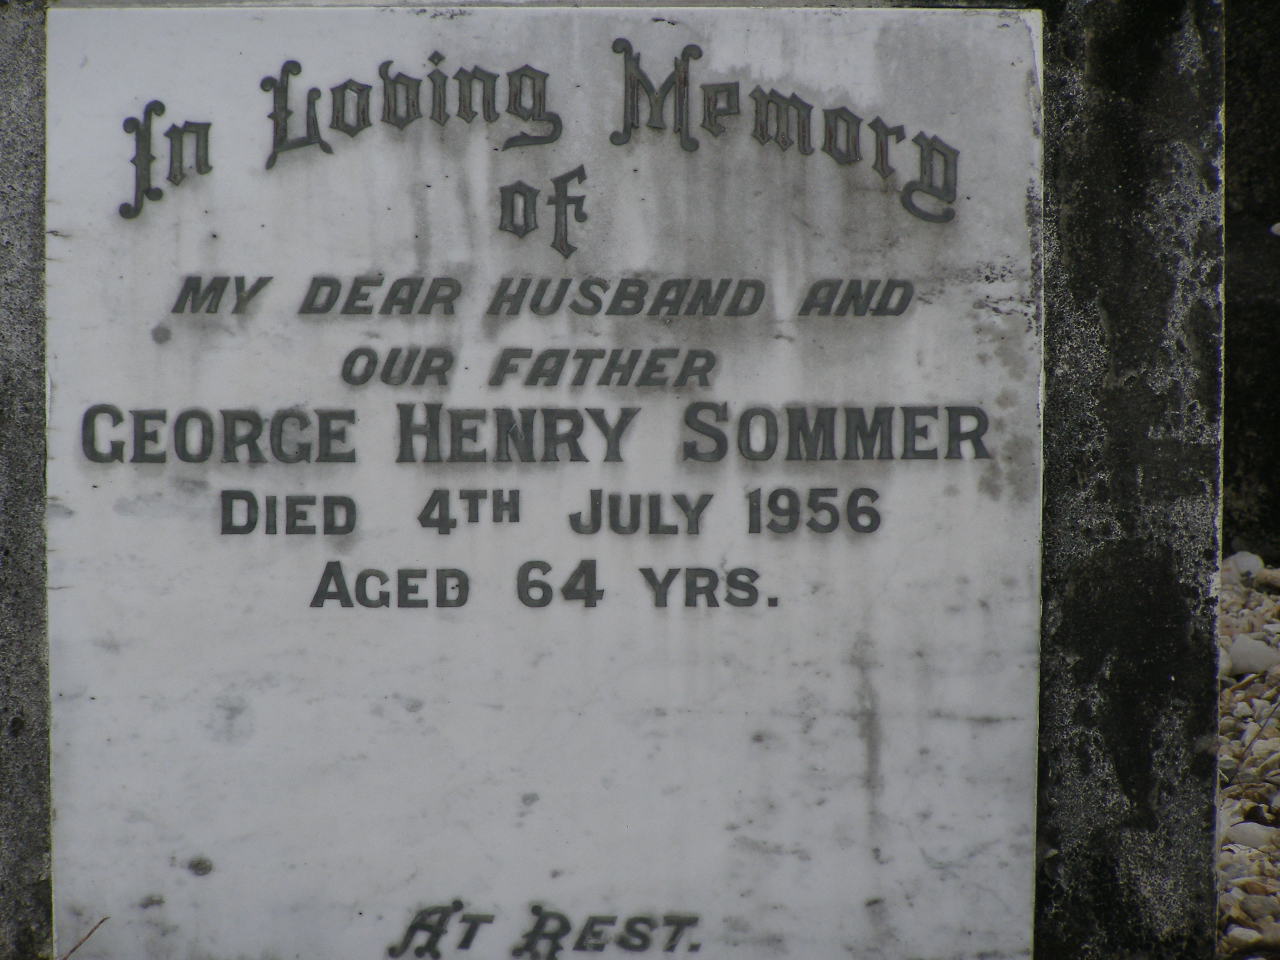 In Loving Memory
of
MY DEAR HUSBAND AND
OUR FATHER
GEORGE HENRY SOMMER
DIED 4TH JULY 1956
AGED 64 YRS.
AT REST.